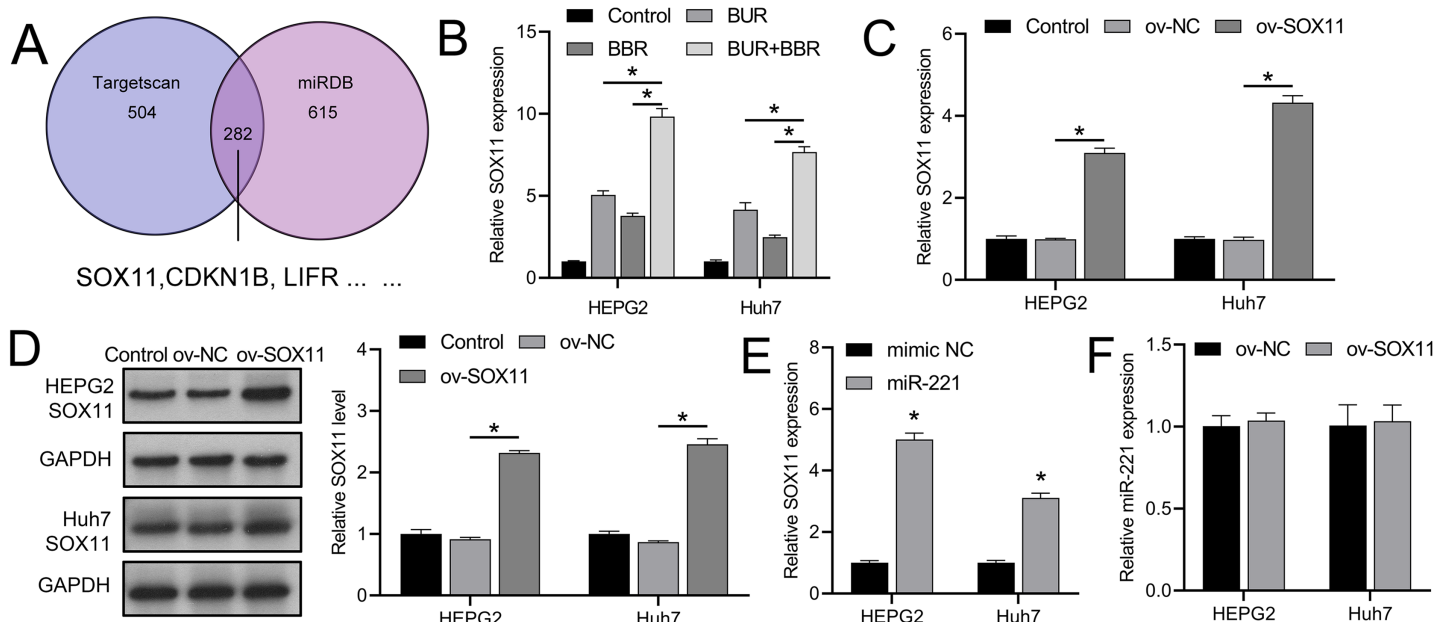 A
Targetscan
504
282
miRDB
615
SOX11,CDKN1B, LIFR ... ...
B
Control
BUR
BBR
BUR+BBR
Relative SOX11 expression
15
10
5
0
*
*
*
*
HEPG2
Huh7
C
Control
ov-NC
ov-SOX11
Relative SOX11 expression
6
4
2
0
*
*
HEPG2
Huh7
D
Control ov-NC ov-SOX11
HEPG2
SOX11
GAPDH
Huh7
SOX11
GAPDH
Control
ov-NC
ov-SOX11
Relative SOX11 level
4
3
2
1
0
*
*
HEPG2
Huh7
E
mimic NC
miR-221
Relative SOX11 expression
8
6
4
2
0
*
*
HEPG2
Huh7
F
ov-NC
ov-SOX11
Relative miR-221 expression
1.5
1.0
0.5
0.0
HEPG2
Huh7